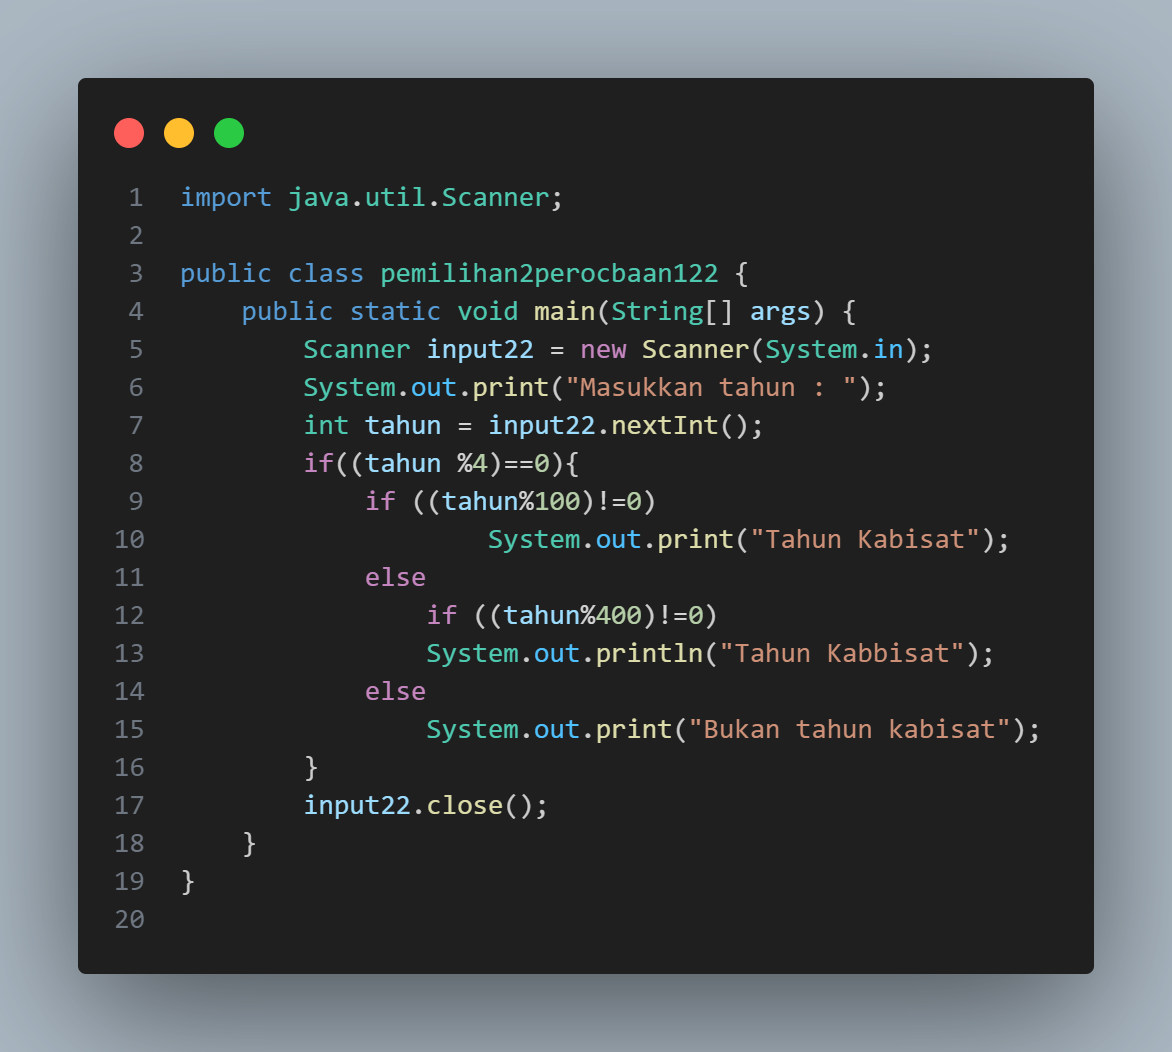 1 import java.util.Scanner;
2
3 public class pemilihan2perocbaan122 {
4     public static void main(String[] args) {
5         Scanner input22 = new Scanner(System.in);
6         System.out.print("Masukkan tahun : ");
7         int tahun = input22.nextInt();
8         if((tahun %4)==0){
9             if ((tahun%100)!=0)
10                     System.out.print("Tahun Kabisat");
11             else
12                 if ((tahun%400)!=0)
13                 System.out.println("Tahun Kabbisat");
14             else
15                 System.out.print("Bukan tahun kabisat");
16         }
17         input22.close();
18     }
19 }
20